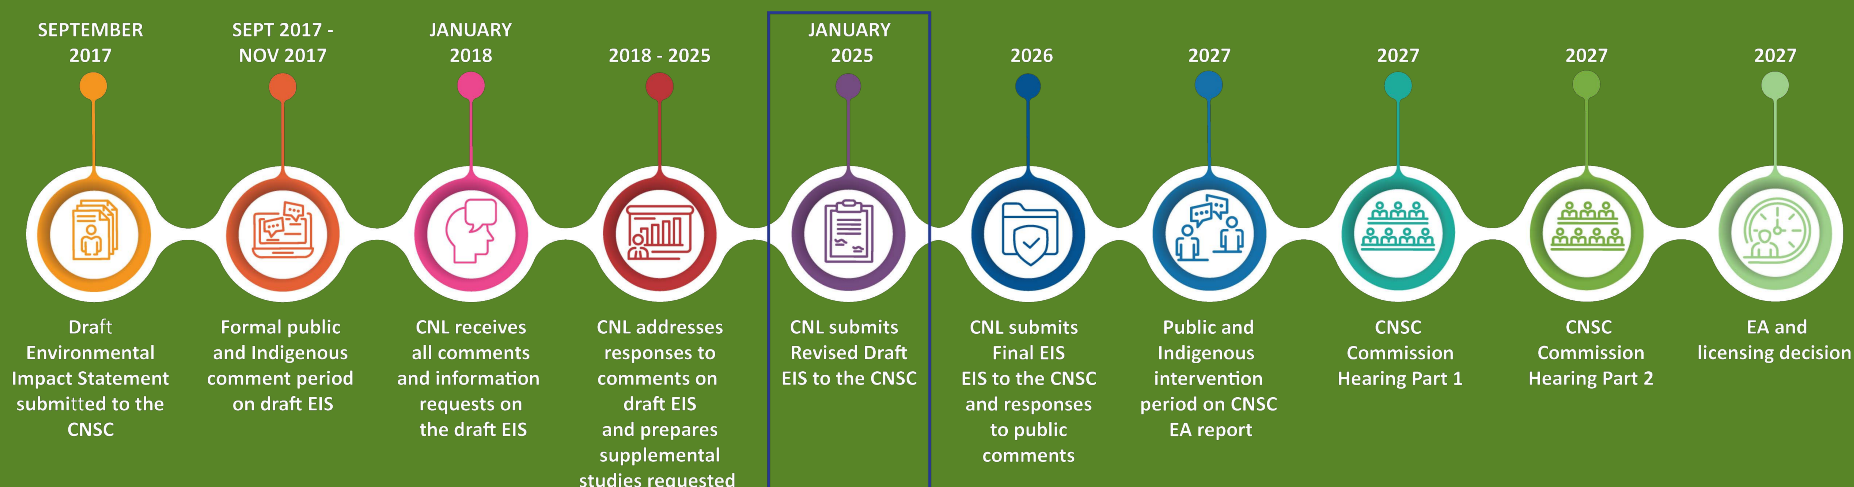 SEPTEMBER
2017
Draft
Environmental
Impact Statement
submitted to the
CNSC
SEPT 2017 -
NOV 2017
Formal public
and Indigenous
comment period
on draft EIS
JANUARY
2018
CNL receives
all comments
and information
requests on
the draft EIS
2018 - 2025
CNL addresses
responses to
comments on
draft EIS
and prepares
supplemental
studies requested
JANUARY
2025
CNL submits
Revised Draft
EIS to the CNSC
2026
CNL submits
Final EIS
EIS to the CNSC
and responses
to public
comments
2027
Public and
Indigenous
intervention
period on CNSC
EA report
2027
CNSC
Commission
Hearing Part 1
2027
CNSC
Commission
Hearing Part 2
2027
EA and
licensing decision